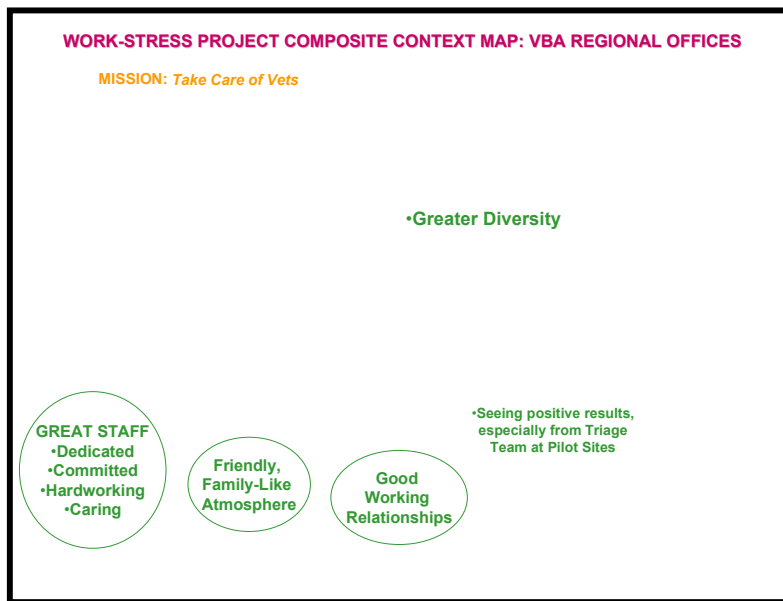 WORK-STRESS PROJECT COMPOSITE CONTEXT MAP: VBA REGIONAL OFFICES
MISSION: Take Care of Vets
•Greater Diversity
GREAT STAFF
•Dedicated
•Committed
•Hardworking
•Caring
Friendly,
Family-Like
Atmosphere
Good
Working
Relationships
•Seeing positive results,
especially from Triage
Team at Pilot Sites